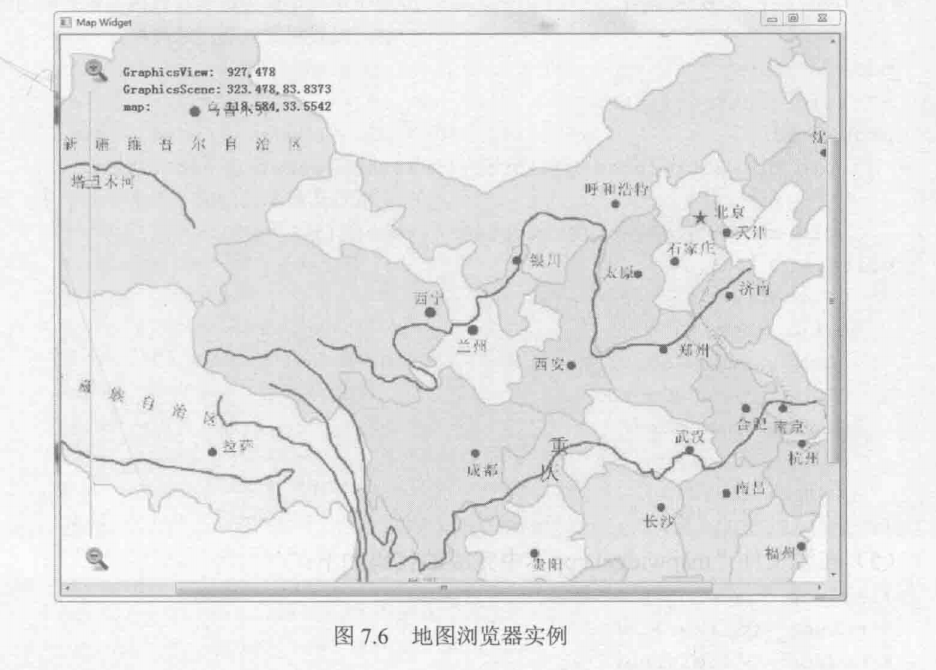 Map Widget
GraphicsView: 927,478
GraphicsScene: 323.478,83.8373
map: 118.584,33.5542
新疆维吾尔自治区
塔里木河
呼和浩特
北京
天津
石家庄
银川
太原
济南
西宁
兰州
西安
郑州
藏族自治区
拉萨
成都
重庆
武汉
合肥
南京
杭州
南昌
长沙
福州
贵阳
图 7.6 地图浏览器实例